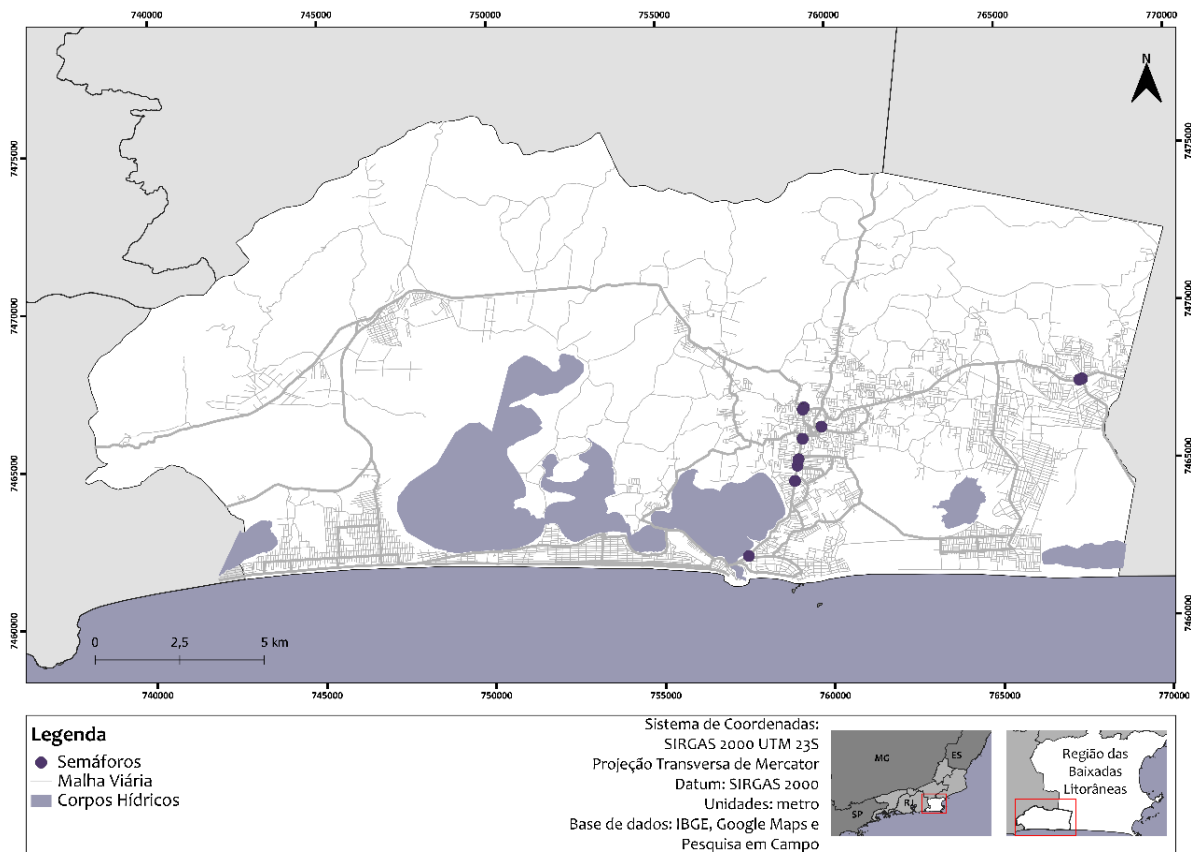 740000 745000 750000 755000 760000 765000 770000
N
7475000 7475000
7470000 7470000
7465000 7465000
7460000 7460000
0 2,5 5 km
740000 745000 750000 755000 760000 765000 770000
Legenda
Semáforos
Malha Viária
Corpos Hídricos
Sistema de Coordenadas:
SIRGAS 2000 UTM 23S
Projeção Transversa de Mercator
Datum: SIRGAS 2000
Unidades: metro
Base de dados: IBGE, Google Maps e
Pesquisa em Campo
MG ES
RJ
SP
Região das
Baixadas
Litorâneas